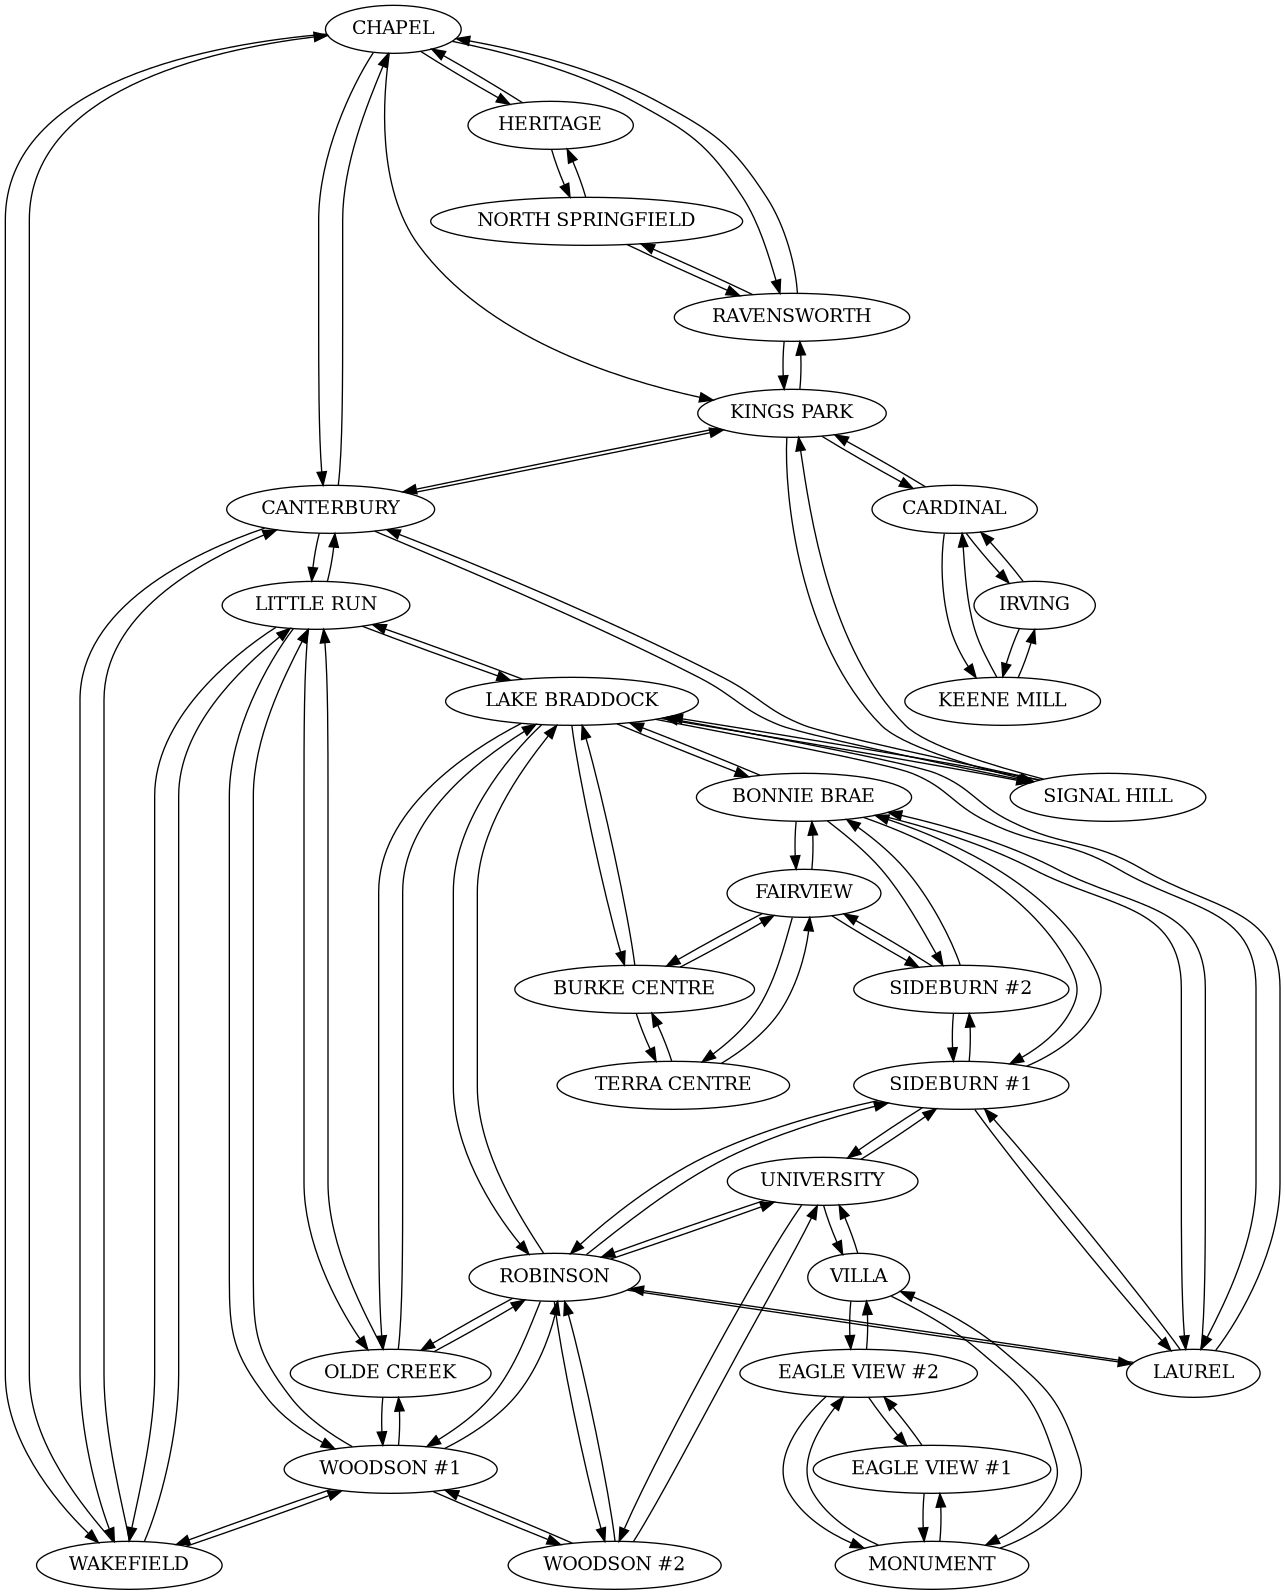 CHAPEL
HERITAGE
NORTH SPRINGFIELD
RAVENSWORTH
KINGS PARK
CANTERBURY
CARDINAL
LITTLE RUN
IRVING
LAKE BRADDOCK
KEENE MILL
BONNIE BRAE
SIGNAL HILL
FAIRVIEW
BURKE CENTRE
SIDEBURN #2
TERRA CENTRE
SIDEBURN #1
UNIVERSITY
ROBINSON
VILLA
OLDE CREEK
EAGLE VIEW #2
LAUREL
WOODSON #1
EAGLE VIEW #1
WAKEFIELD
WOODSON #2
MONUMENT